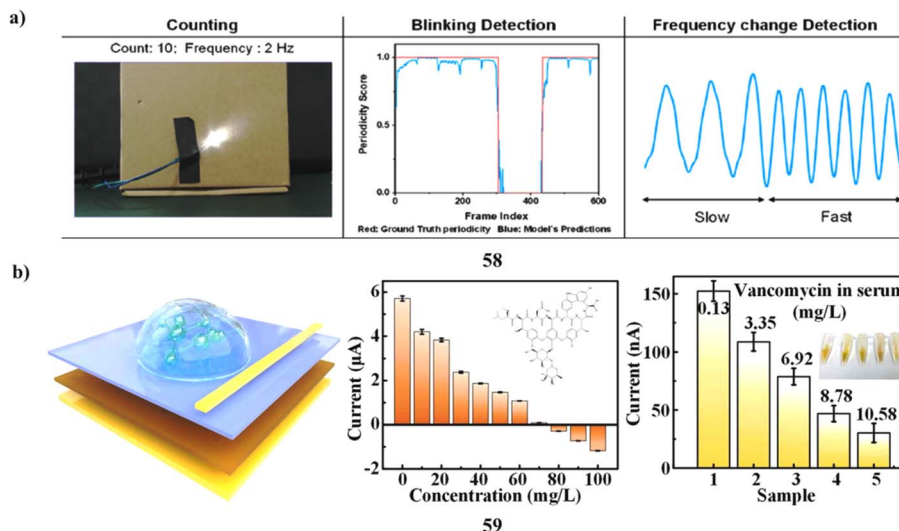 a)
Counting
Blinking Detection
Frequency change Detection
Count: 10; Frequency : 2 Hz
Periodicity Score
1.0
0.5
0.0
0
200
400
600
Frame Index
Red: Ground Truth periodicity Blue: Model's Predictions
Slow
Fast
58
b)
Current (μA)
6
4
2
0
-2
0 20 40 60 80 100
Concentration (mg/L)
Current (nA)
150
100
50
0
Vancomycin in serum
(mg/L)
0.13
3.35
6.92
8.78
10.58
1 2 3 4 5
Sample
59